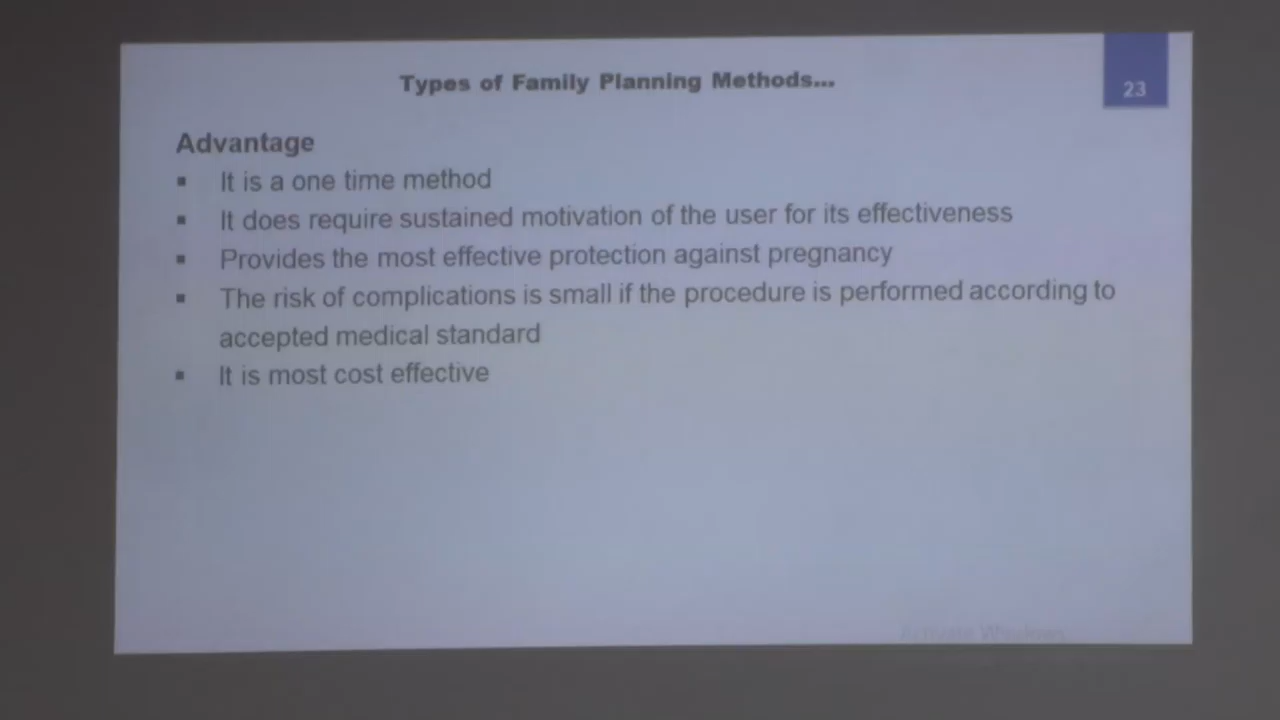 Types of Family Planning Methods...
23
Advantage
▪ It is a one time method
▪ It does require sustained motivation of the user for its effectiveness
▪ Provides the most effective protection against pregnancy
▪ The risk of complications is small if the procedure is performed according to
accepted medical standard
▪ It is most cost effective
Activate Windows